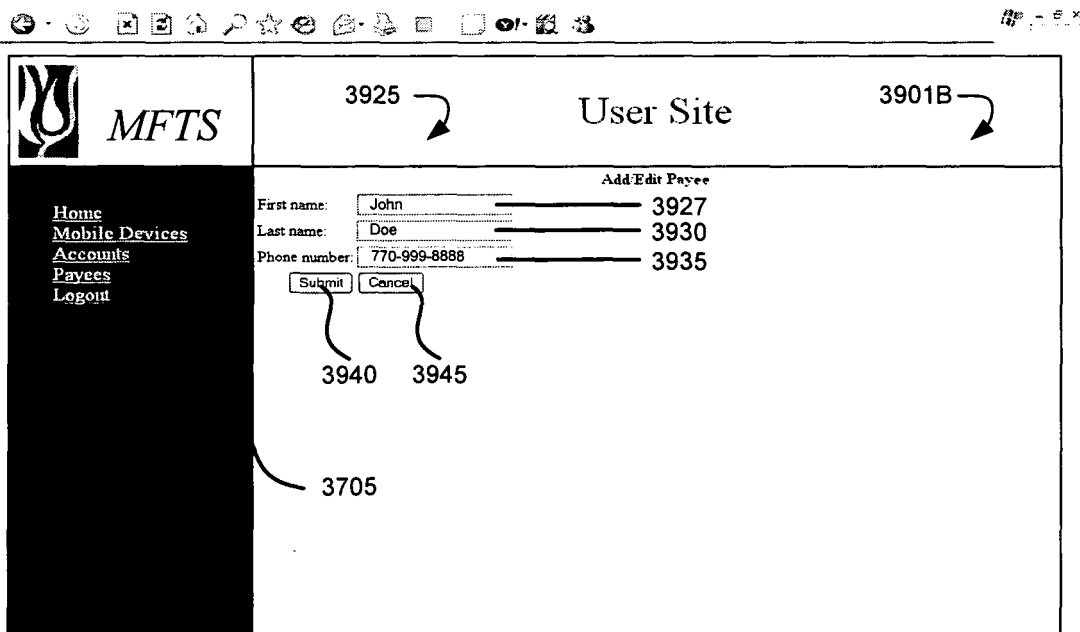 3925
3901B
MFTS
User Site
Add/Edit Payee
Home
Mobile Devices
Accounts
Payees
Logout
First name: John 3927
Last name: Doe 3930
Phone number: 770-999-8888 3935
Submit Cancel
3940 3945
3705